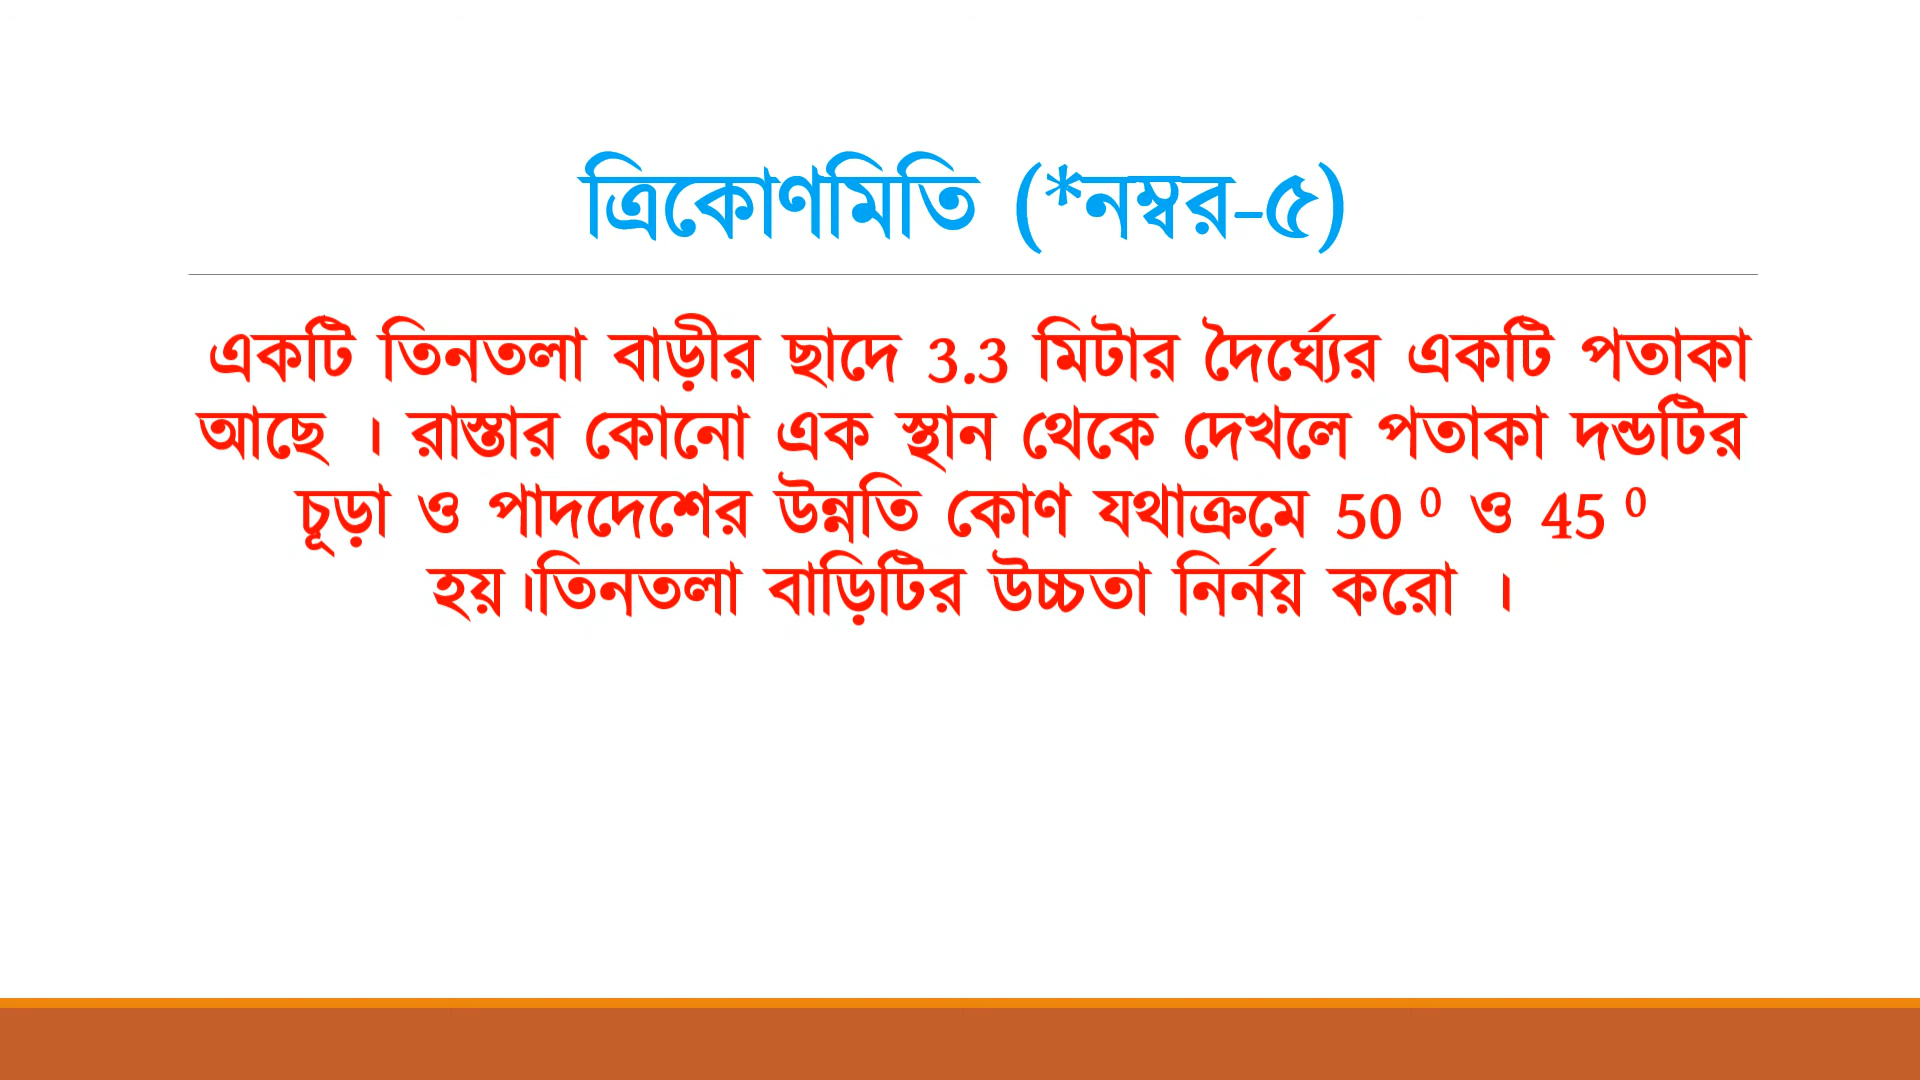 ত্রিকোণমিতি (*নম্বর-৫)
একটি তিনতলা বাড়ীর ছাদে 3.3 মিটার দৈর্ঘ্যের একটি পতাকা
আছে । রাস্তার কোনো এক স্থান থেকে দেখলে পতাকা দন্ডটির
চূড়া ও পাদদেশের উন্নতি কোণ যথাক্রমে 50 ⁰ ও 45 ⁰
হয়।তিনতলা বাড়িটির উচ্চতা নির্নয় করো ।